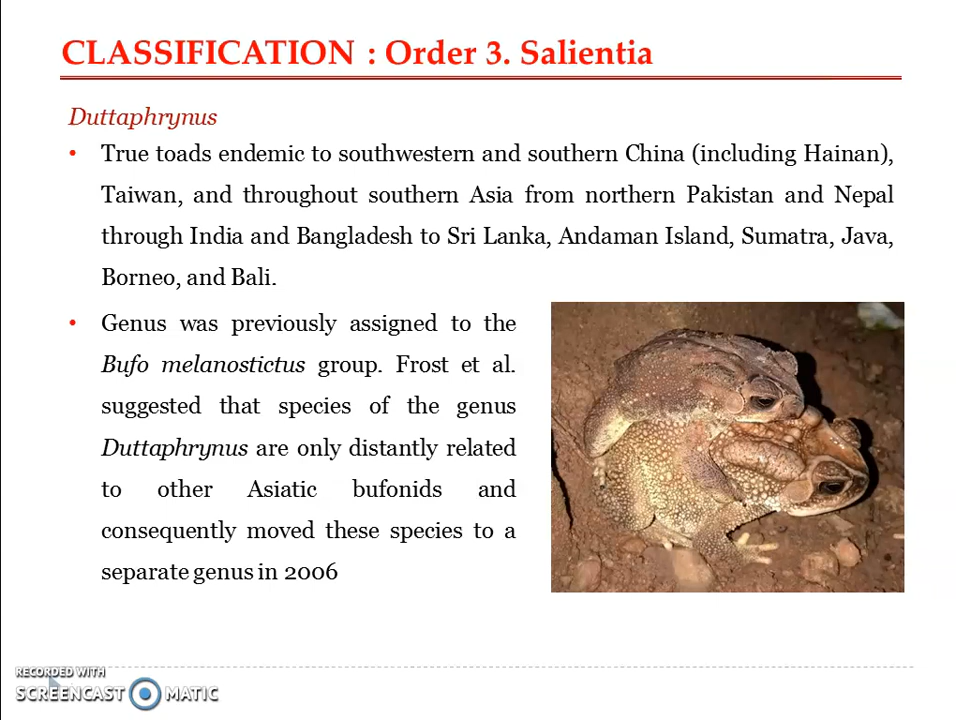 CLASSIFICATION : Order 3. Salientia
Duttaphrynus
• True toads endemic to southwestern and southern China (including Hainan),
Taiwan, and throughout southern Asia from northern Pakistan and Nepal
through India and Bangladesh to Sri Lanka, Andaman Island, Sumatra, Java,
Borneo, and Bali.
• Genus was previously assigned to the
Bufo melanostictus group. Frost et al.
suggested that species of the genus
Duttaphrynus are only distantly related
to other Asiatic bufonids and
consequently moved these species to a
separate genus in 2006
RECORDED WITH
SCREENCAST MATIC